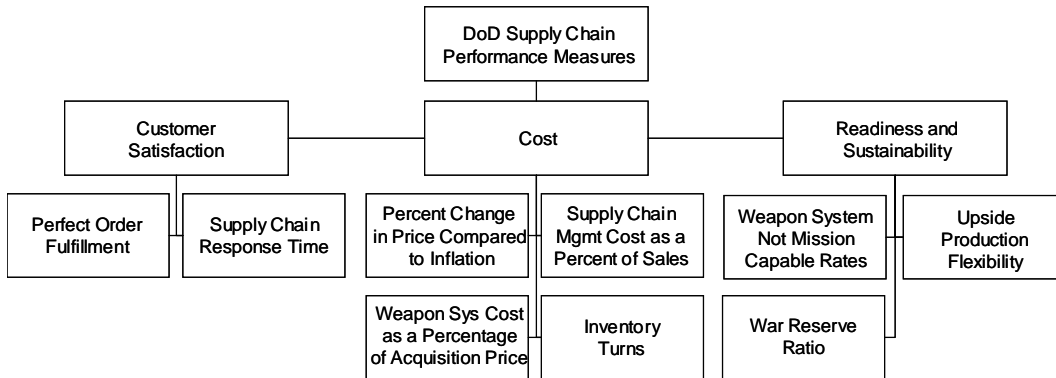 DoD Supply Chain
Performance Measures
Customer
Satisfaction
Cost
Readiness and
Sustainability
Perfect Order
Fulfillment
Supply Chain
Response Time
Percent Change
in Price Compared
to Inflation
Supply Chain
Mgmt Cost as a
Percent of Sales
Weapon System
Not Mission
Capable Rates
Upside
Production
Flexibility
Weapon Sys Cost
as a Percentage
of Acquisition Price
Inventory
Turns
War Reserve
Ratio